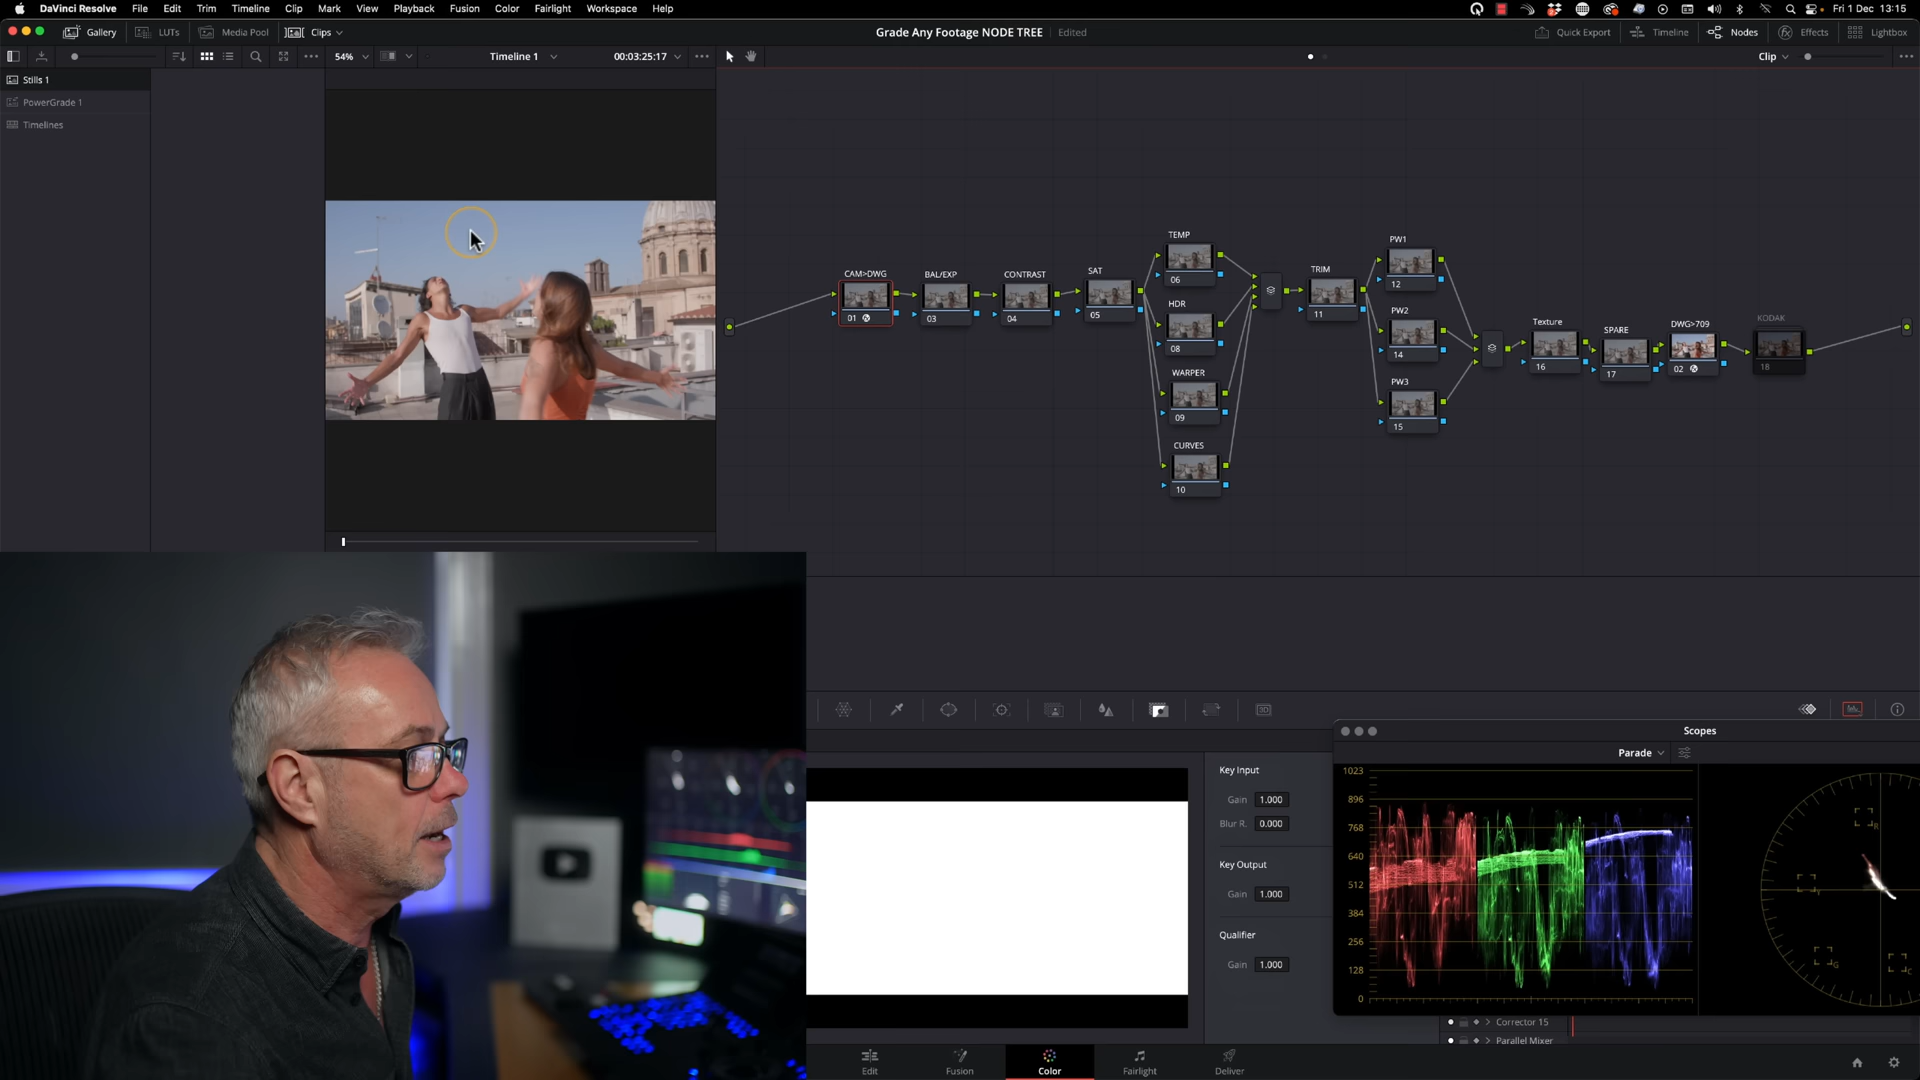 DaVinci Resolve File Edit Trim Timeline Clip Mark View Playback Fusion Color Fairlight Workspace Help Fri 1 Dec 13:15
Gallery LUTs Media Pool Clips Grade Any Footage NODE TREE Edited Quick Export Timeline Nodes Effects Lightbox
54% Timeline 1 00:03:25:17 Clip
Stills 1
PowerGrade 1
Timelines
TEMP
06
PW1
12
CAM>DWG
01
BAL/EXP
03
CONTRAST
04
SAT
05
HDR
08
TRIM
11
PW2
14
WARPER
09
PW3
15
Texture
16
SPARE
17
DWG>709
02
KODAK
18
CURVES
10
3D
Scopes
Parade
Key Input
Gain 1.000
Blur R. 0.000
Key Output
Gain 1.000
Qualifier
Gain 1.000
1023
896
768
640
512
384
256
128
0
R
G
C
Corrector 15
Parallel Mixer
Edit Fusion Color Fairlight Deliver